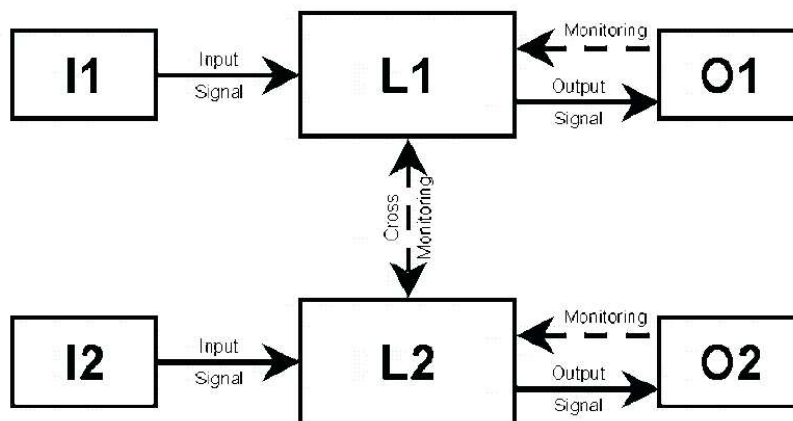 I1
Input
Signal
L1
Monitoring
Output
Signal
O1
Cross
Monitoring
I2
Input
Signal
L2
Monitoring
Output
Signal
O2